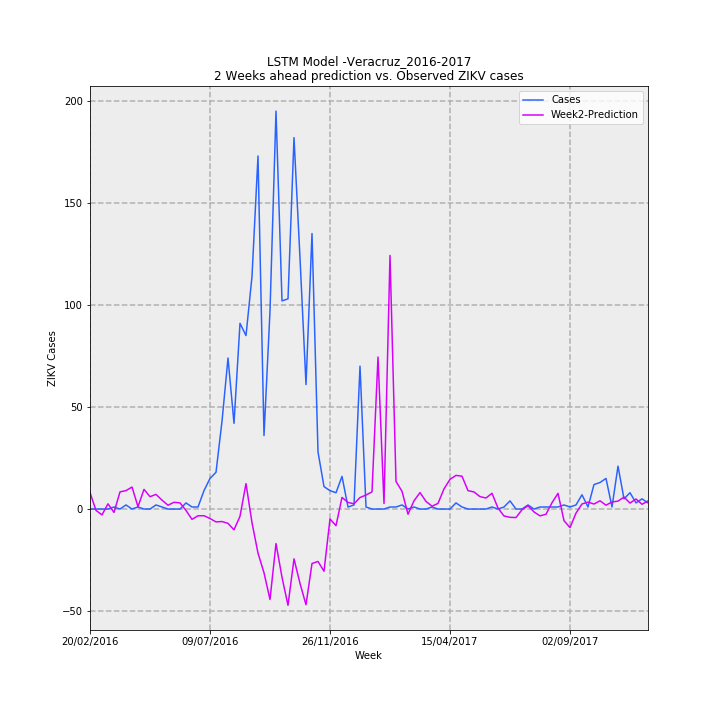 LSTM Model -Veracruz_2016-2017
2 Weeks ahead prediction vs. Observed ZIKV cases
Cases
Week2-Prediction
200
150
100
50
0
−50
ZIKV Cases
20/02/2016
09/07/2016
26/11/2016
15/04/2017
02/09/2017
Week